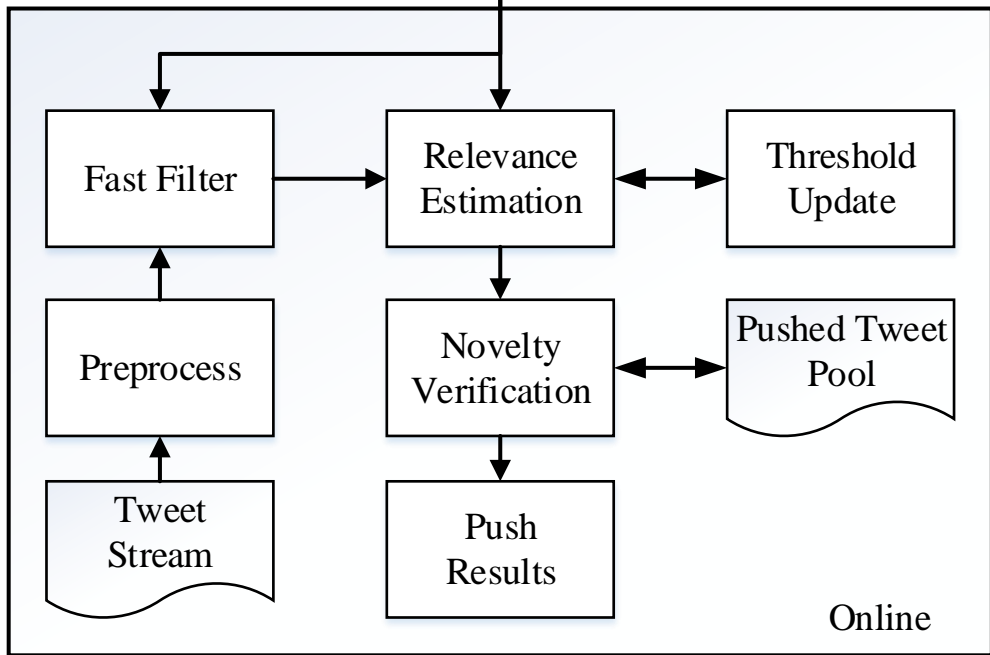 Fast Filter
Relevance
Estimation
Threshold
Update
Preprocess
Novelty
Verification
Pushed Tweet
Pool
Tweet
Stream
Push
Results
Online